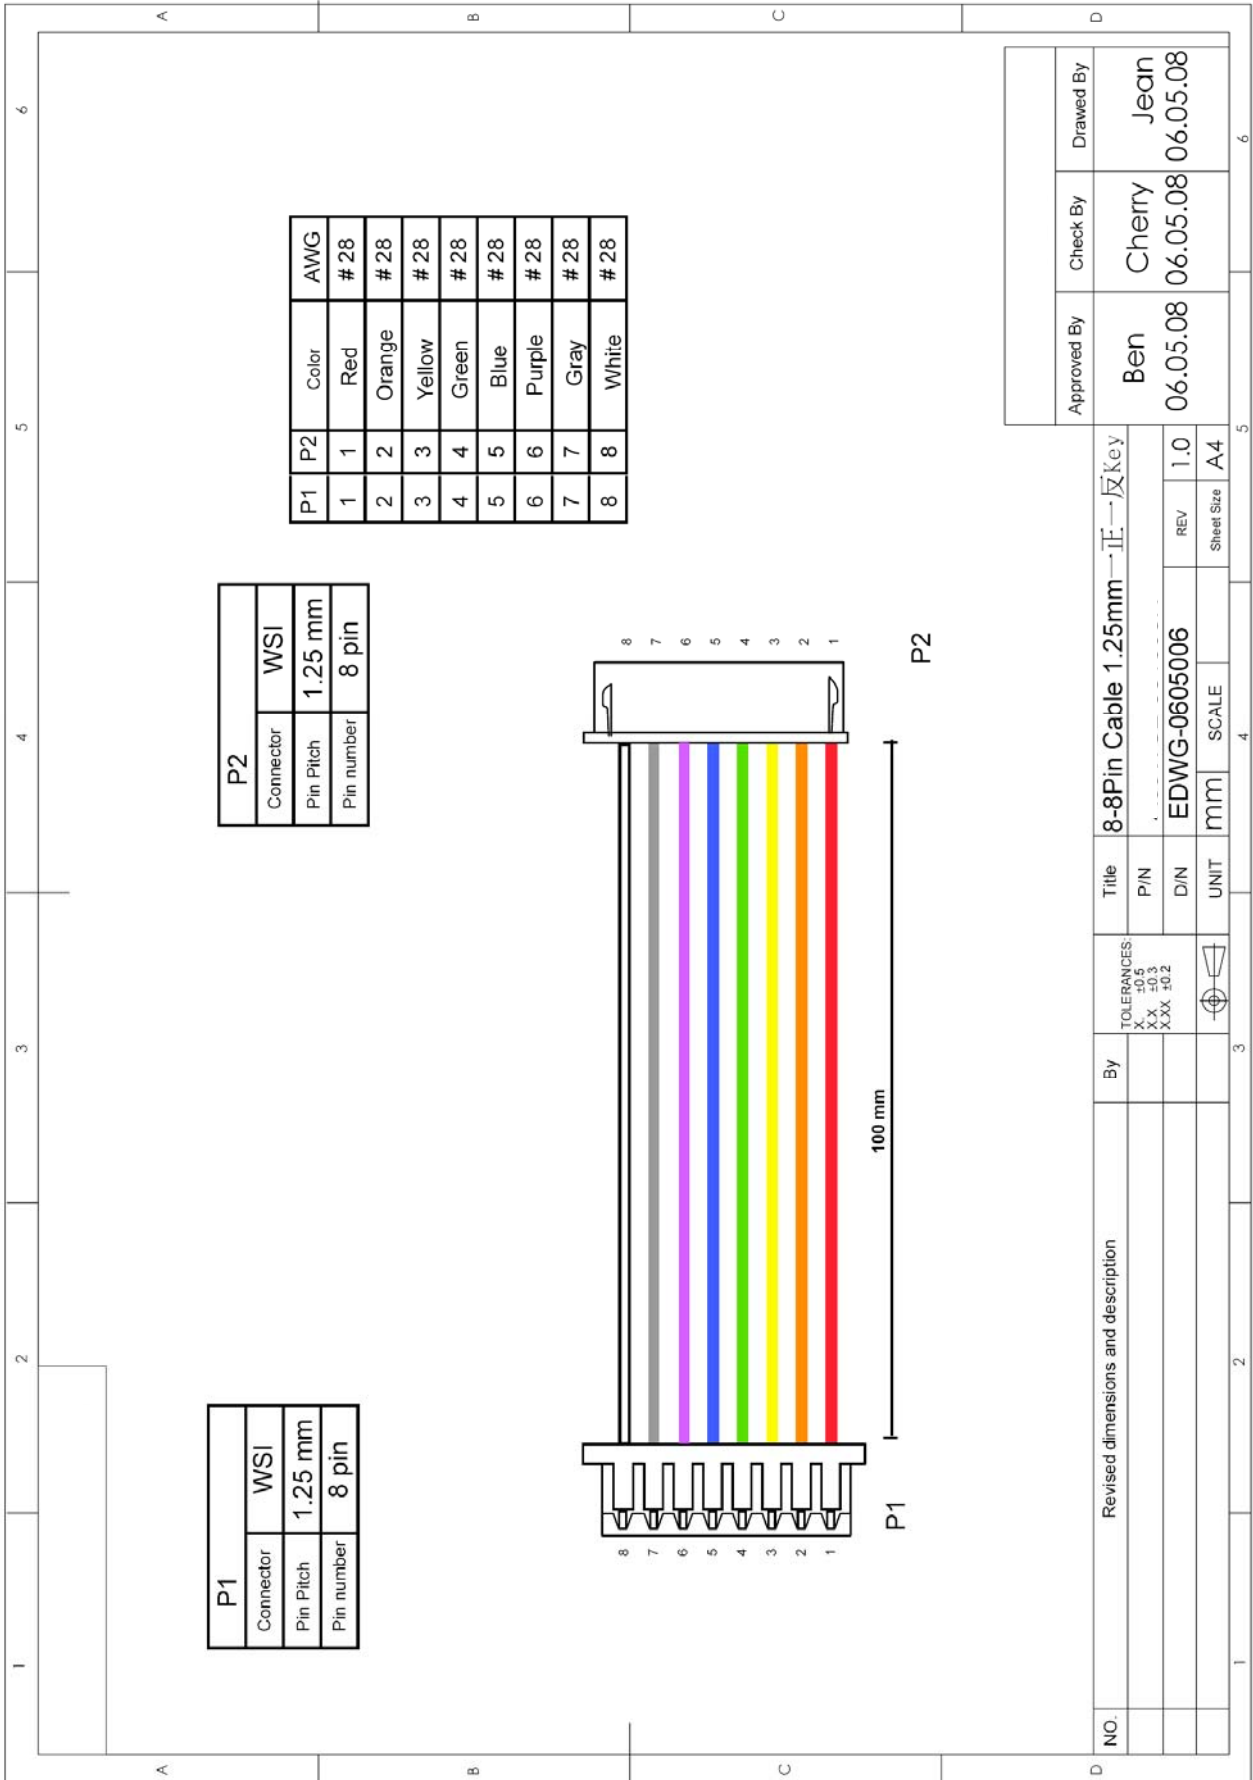 1 2 3 4 5 6
A
B
C
D
P1
Connector WSI
Pin Pitch 1.25 mm
Pin number 8 pin
P2
Connector WSI
Pin Pitch 1.25 mm
Pin number 8 pin
P1 P2 Color AWG
1 1 Red # 28
2 2 Orange # 28
3 3 Yellow # 28
4 4 Green # 28
5 5 Blue # 28
6 6 Purple # 28
7 7 Gray # 28
8 8 White # 28
8
7
6
5
4
3
2
1
P1
100 mm
8
7
6
5
4
3
2
1
P2
NO. Revised dimensions and description By
TOLERANCES:
X. ±0.5
X.X ±0.3
X.XX ±0.2
Title 8-8Pin Cable 1.25mm一正一反Key
P/N
D/N EDWG-0605006 REV 1.0
UNIT mm SCALE Sheet Size A4
Approved By Check By Drawed By
Ben Cherry Jean
06.05.08 06.05.08 06.05.08
A
B
C
D
1 2 3 4 5 6